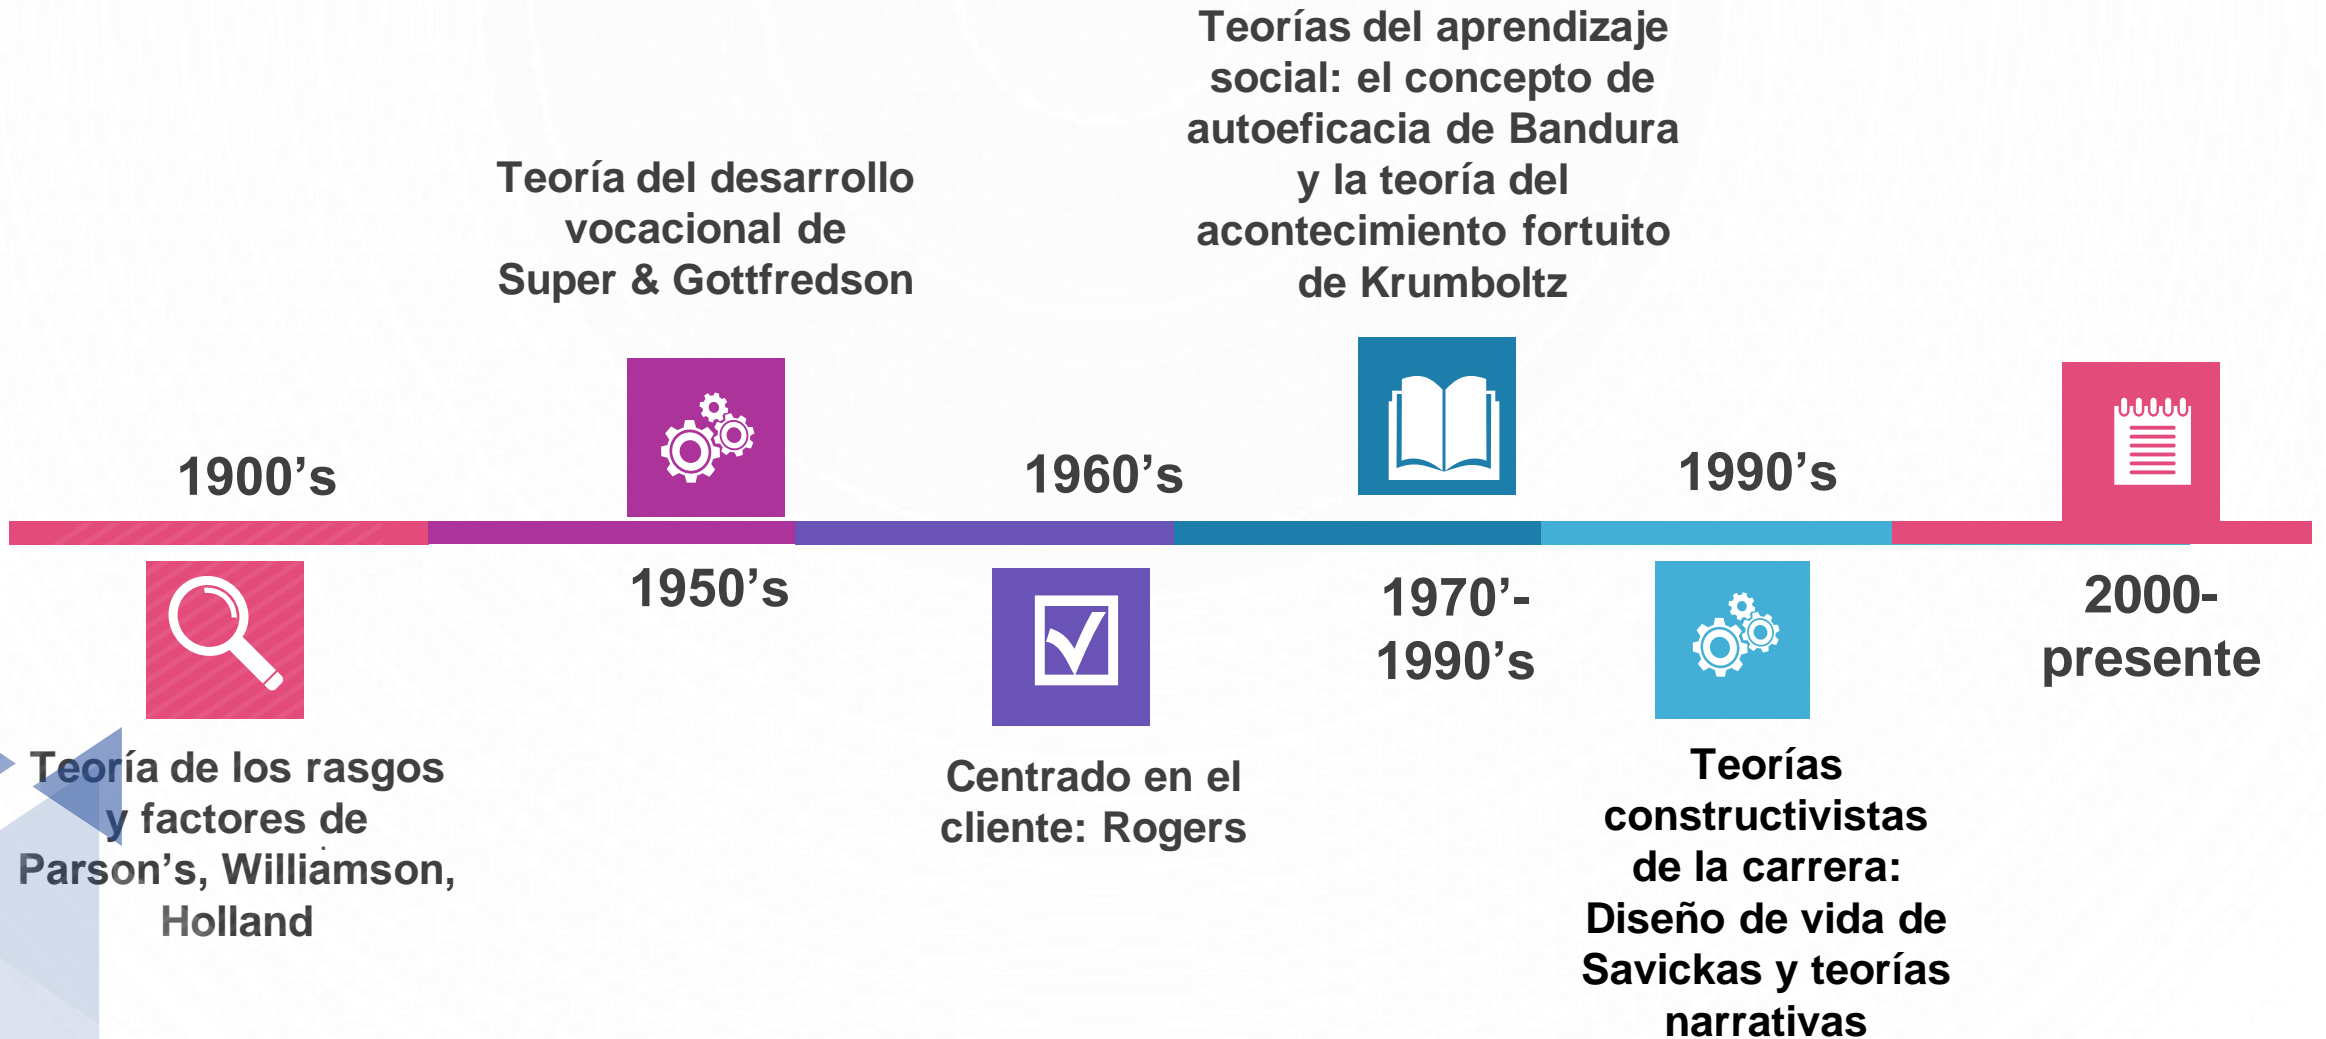 1900's
Teoría de los rasgos
y factores de
Parson’s, Williamson,
Holland
Teoría del desarrollo
vocacional de
Super & Gottfredson
1950’s
1960’s
Centrado en el
cliente: Rogers
Teorías del aprendizaje
social: el concepto de
autoeficacia de Bandura
y la teoría del
acontecimiento fortuito
de Krumboltz
1970’-
1990’s
1990’s
Teorías
constructivistas
de la carrera:
Diseño de vida de
Savickas y teorías
narrativas
2000-
presente